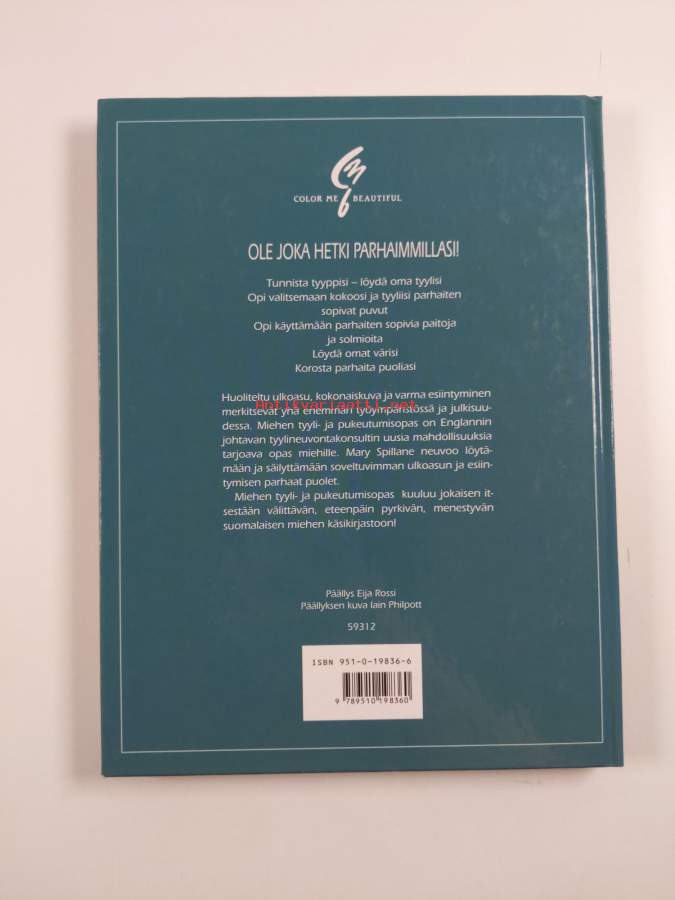 COLOR ME BEAUTIFUL
OLE JOKA HETKI PARHAIMMILLASI!
Tunnista tyyppisi – löydä oma tyylisi
Opi valitsemaan kokoosi ja tyyliisi parhaiten
sopivat puvut
Opi käyttämään parhaiten sopivia paitoja
ja solmioita
Löydä omat värisi
Korosta parhaita puoliasi
Huoliteltu ulkoasu, kokonaiskuva ja varma esiintyminen
Antikvariaatti.net
merkitsevät yhä enemmän työympäristössä ja julkisuu-
dessa. Miehen tyyli- ja pukeutumisopas on Englannin
johtavan tyylineuvontakonsultin uusia mahdollisuuksia
tarjoava opas miehille. Mary Spillane neuvoo löytä-
mään ja säilyttämään soveltuvimman ulkoasun ja esiin-
tymisen parhaat puolet.
Miehen tyyli- ja pukeutumisopas kuuluu jokaisen it-
sestään välittävän, eteenpäin pyrkivän, menestyvän
suomalaisen miehen käsikirjastoon!
Päällys Eija Rossi
Päällyksen kuva Iain Philpott
59312
ISBN 951-0-19836-6
9 789510 198360